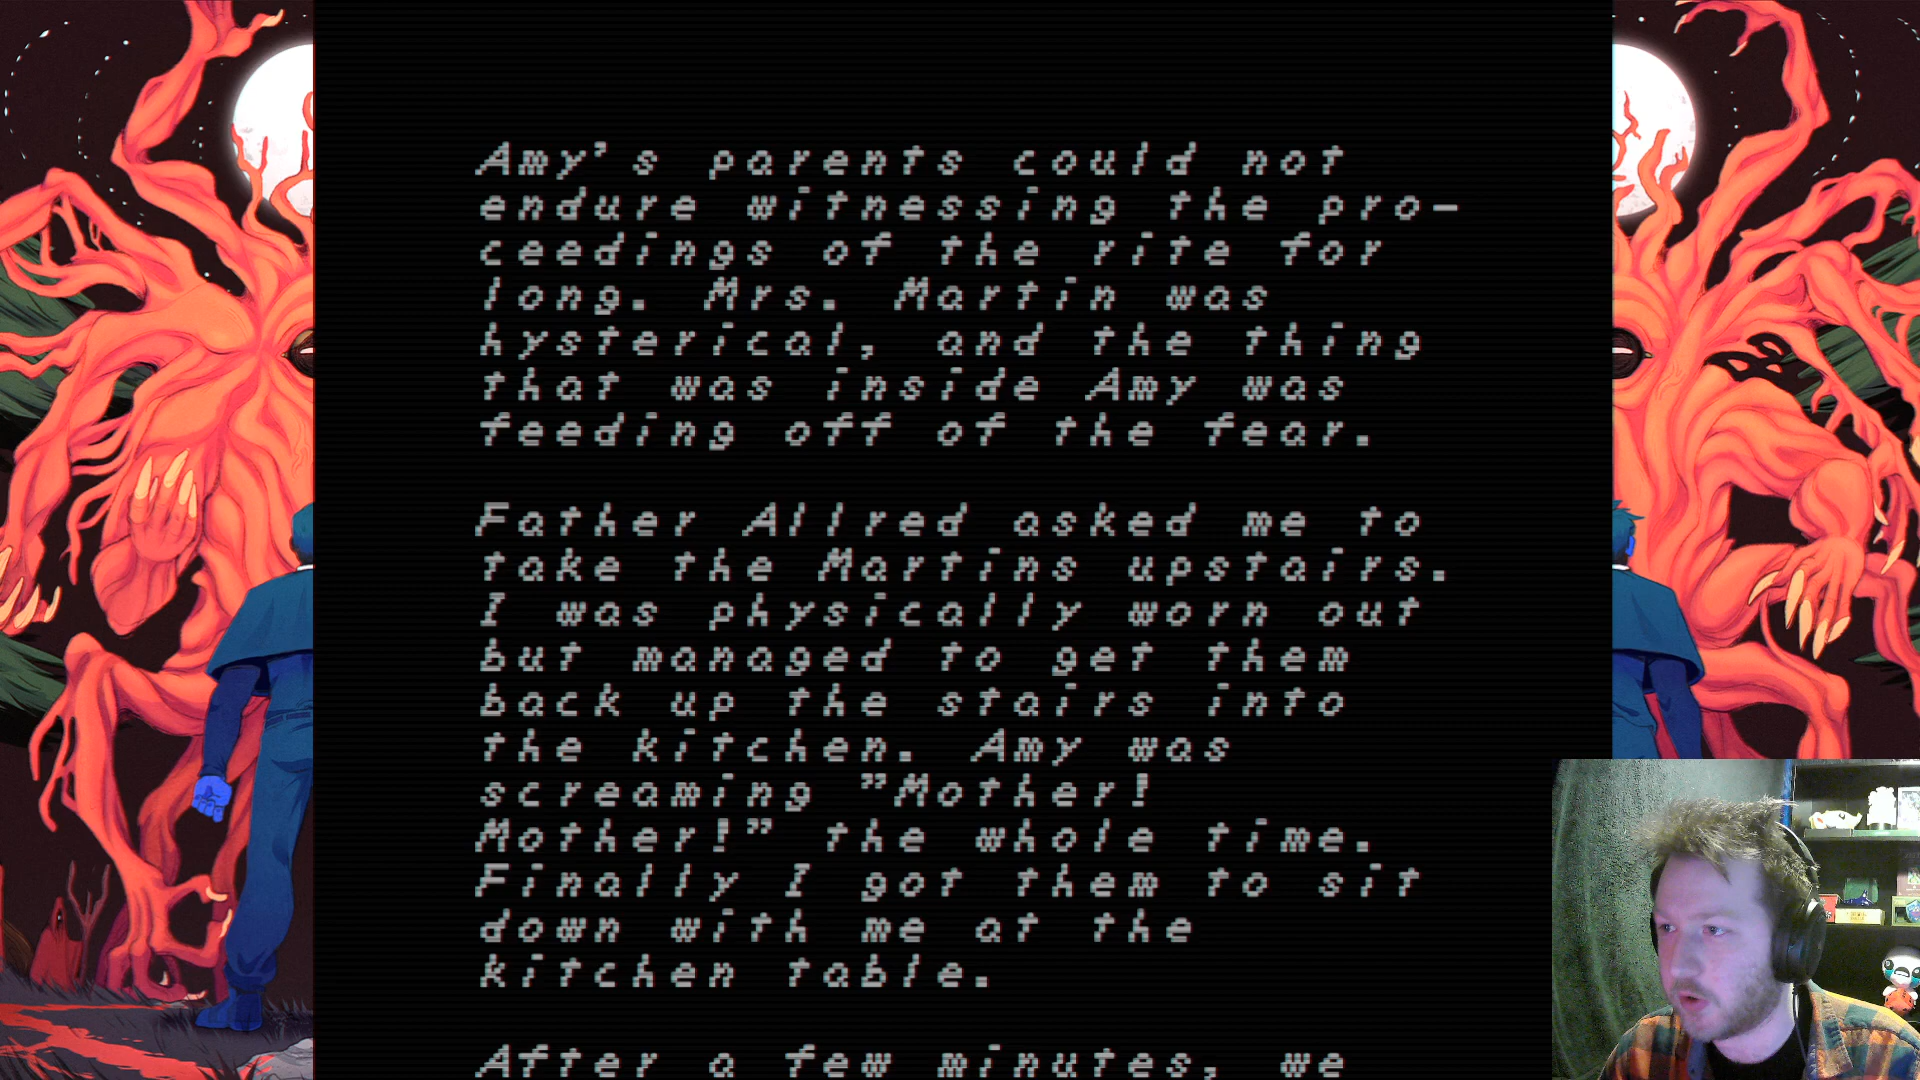 Amy's parents could not
endure witnessing the pro-
ceedings of the rite for
long. Mrs. Martin was
hysterical, and the thing
that was inside Amy was
feeding off of the fear.
Father Allred asked me to
take the Martins upstairs.
I was physically worn out
but managed to get them
back up the stairs into
the kitchen. Amy was
screaming "Mother!
Mother!" the whole time.
Finally I got them to sit
down with me at the
kitchen table.
After a few minutes, we